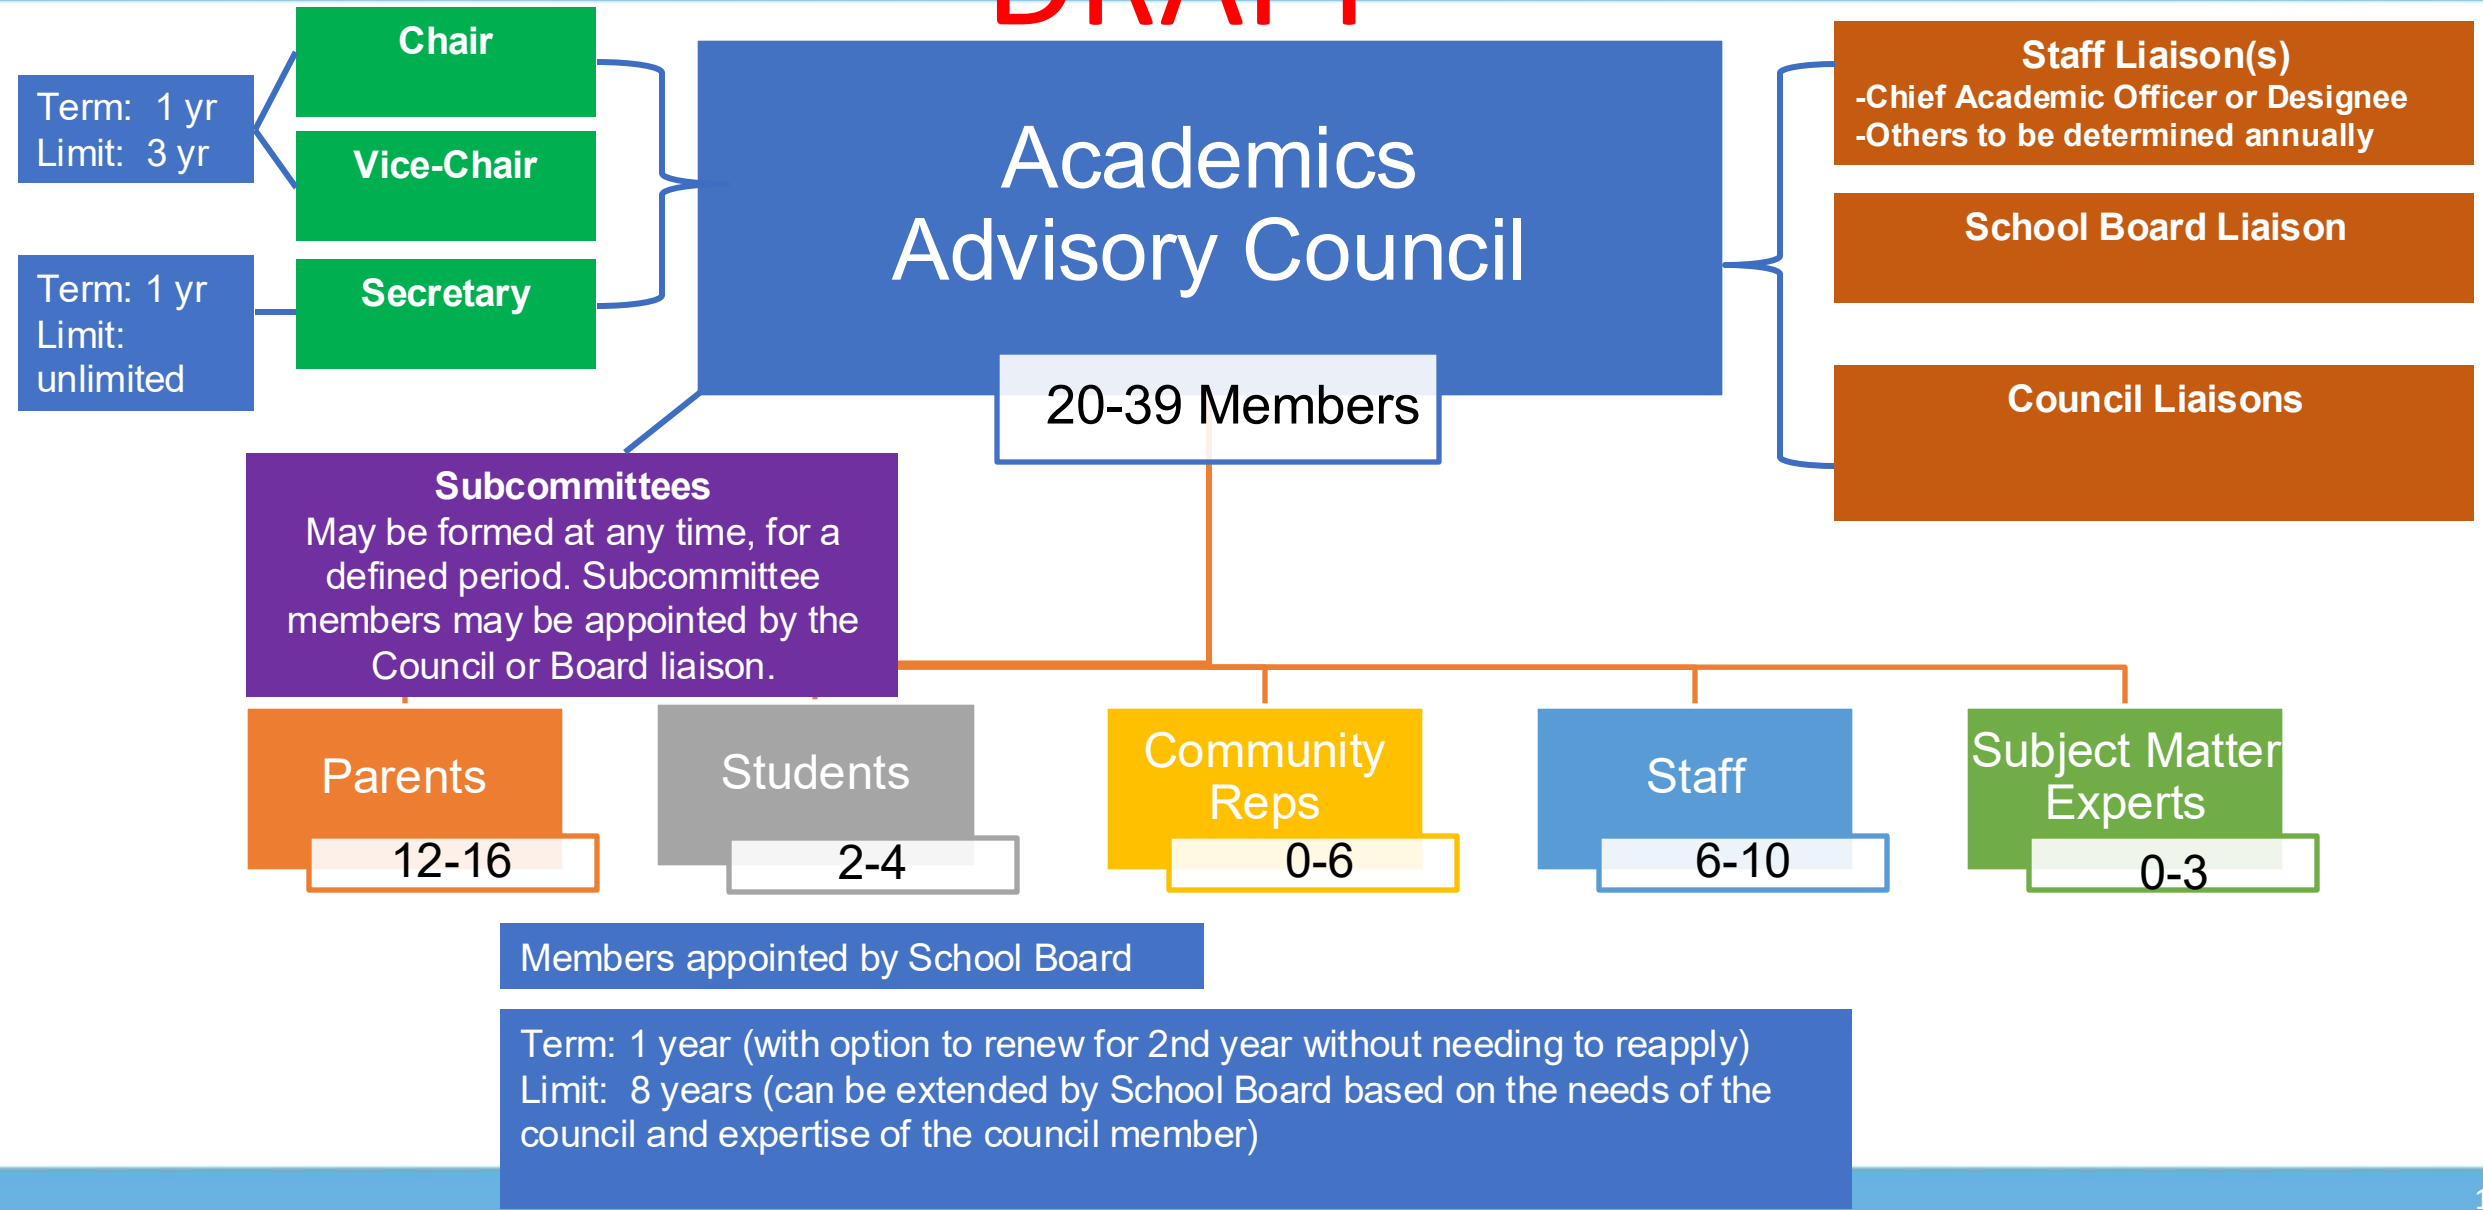 DRAFT
Chair
Term: 1 yr
Limit: 3 yr
Vice-Chair
Term: 1 yr
Limit:
unlimited
Secretary
Academics
Advisory Council
20-39 Members
Staff Liaison(s)
-Chief Academic Officer or Designee
-Others to be determined annually
School Board Liaison
Council Liaisons
Subcommittees
May be formed at any time, for a
defined period. Subcommittee
members may be appointed by the
Council or Board liaison.
Parents
12-16
Students
2-4
Community
Reps
0-6
Staff
6-10
Subject Matter
Experts
0-3
Members appointed by School Board
Term: 1 year (with option to renew for 2nd year without needing to reapply)
Limit: 8 years (can be extended by School Board based on the needs of the
council and expertise of the council member)